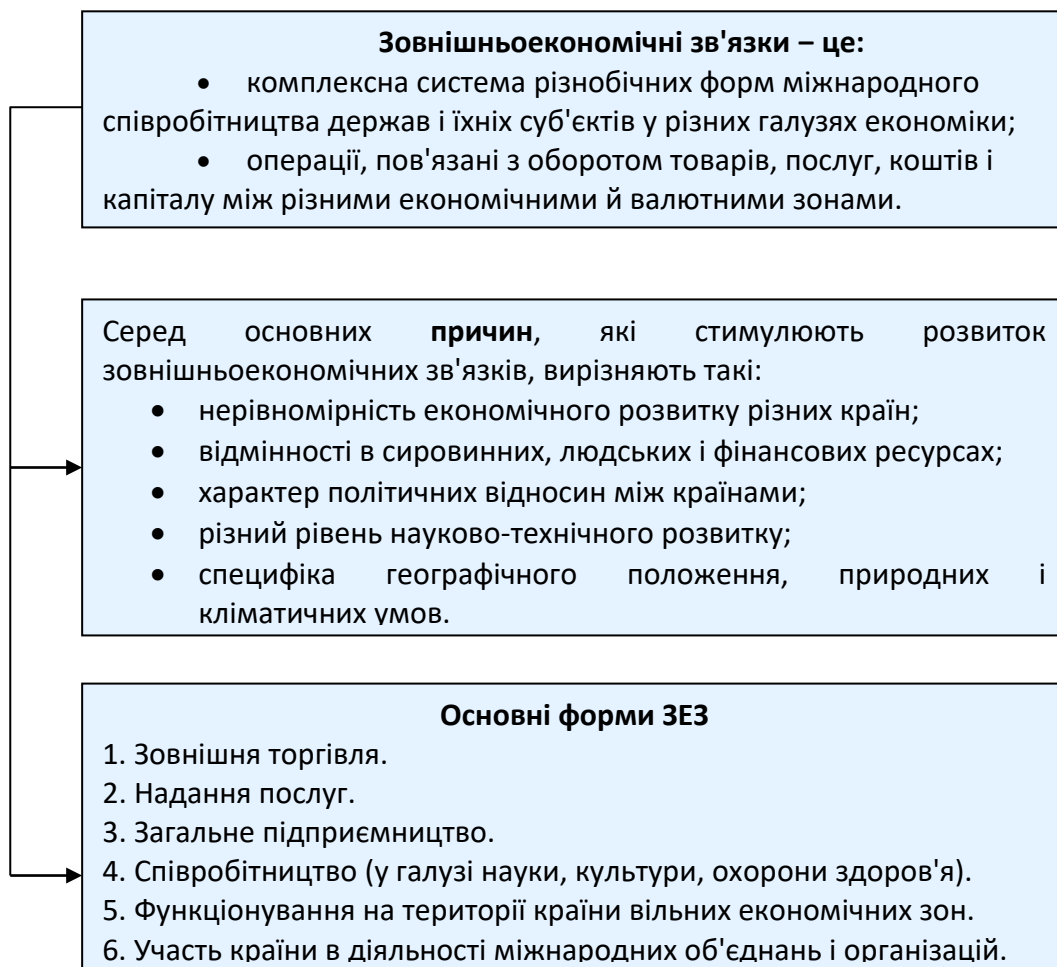 Зовнішньоекономічні зв'язки – це:
• комплексна система різнобічних форм міжнародного
співробітництва держав і їхніх суб'єктів у різних галузях економіки;
• операції, пов'язані з оборотом товарів, послуг, коштів і
капіталу між різними економічними й валютними зонами.
Серед основних причин, які стимулюють розвиток
зовнішньоекономічних зв'язків, вирізняють такі:
• нерівномірність економічного розвитку різних країн;
• відмінності в сировинних, людських і фінансових ресурсах;
• характер політичних відносин між країнами;
• різний рівень науково-технічного розвитку;
• специфіка географічного положення, природних і
кліматичних умов.
Основні форми ЗЕЗ
1. Зовнішня торгівля.
2. Надання послуг.
3. Загальне підприємництво.
4. Співробітництво (у галузі науки, культури, охорони здоров'я).
5. Функціонування на території країни вільних економічних зон.
6. Участь країни в діяльності міжнародних об'єднань і організацій.